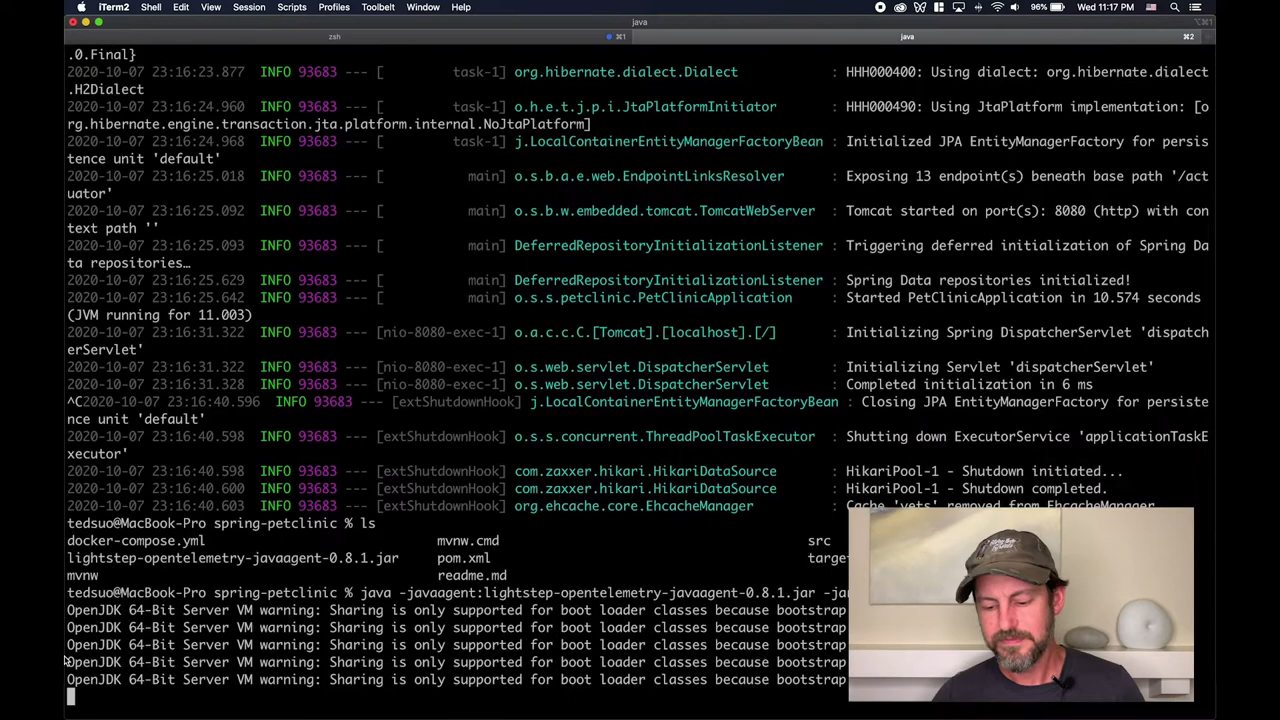 iTerm2 Shell Edit View Session Scripts Profiles Toolbelt Window Help 96% Wed 11:17 PM
java ⌥⌘1
zsh ⌘1 java ⌘2
.0.Final}
2020-10-07 23:16:23.877 INFO 93683 --- [ task-1] org.hibernate.dialect.Dialect : HHH000400: Using dialect: org.hibernate.dialect
.H2Dialect
2020-10-07 23:16:24.960 INFO 93683 --- [ task-1] o.h.e.t.j.p.i.JtaPlatformInitiator : HHH000490: Using JtaPlatform implementation: [o
rg.hibernate.engine.transaction.jta.platform.internal.NoJtaPlatform]
2020-10-07 23:16:24.968 INFO 93683 --- [ task-1] j.LocalContainerEntityManagerFactoryBean : Initialized JPA EntityManagerFactory for persis
tence unit 'default'
2020-10-07 23:16:25.018 INFO 93683 --- [ main] o.s.b.a.e.web.EndpointLinksResolver : Exposing 13 endpoint(s) beneath base path '/act
uator'
2020-10-07 23:16:25.092 INFO 93683 --- [ main] o.s.b.w.embedded.tomcat.TomcatWebServer : Tomcat started on port(s): 8080 (http) with con
text path ''
2020-10-07 23:16:25.093 INFO 93683 --- [ main] DeferredRepositoryInitializationListener : Triggering deferred initialization of Spring Da
ta repositories…
2020-10-07 23:16:25.629 INFO 93683 --- [ main] DeferredRepositoryInitializationListener : Spring Data repositories initialized!
2020-10-07 23:16:25.642 INFO 93683 --- [ main] o.s.s.petclinic.PetClinicApplication : Started PetClinicApplication in 10.574 seconds
(JVM running for 11.003)
2020-10-07 23:16:31.322 INFO 93683 --- [nio-8080-exec-1] o.a.c.c.C.[Tomcat].[localhost].[/] : Initializing Spring DispatcherServlet 'dispatch
erServlet'
2020-10-07 23:16:31.322 INFO 93683 --- [nio-8080-exec-1] o.s.web.servlet.DispatcherServlet : Initializing Servlet 'dispatcherServlet'
2020-10-07 23:16:31.328 INFO 93683 --- [nio-8080-exec-1] o.s.web.servlet.DispatcherServlet : Completed initialization in 6 ms
^C2020-10-07 23:16:40.596 INFO 93683 --- [extShutdownHook] j.LocalContainerEntityManagerFactoryBean : Closing JPA EntityManagerFactory for persiste
nce unit 'default'
2020-10-07 23:16:40.598 INFO 93683 --- [extShutdownHook] o.s.s.concurrent.ThreadPoolTaskExecutor : Shutting down ExecutorService 'applicationTaskE
xecutor'
2020-10-07 23:16:40.598 INFO 93683 --- [extShutdownHook] com.zaxxer.hikari.HikariDataSource : HikariPool-1 - Shutdown initiated...
2020-10-07 23:16:40.600 INFO 93683 --- [extShutdownHook] com.zaxxer.hikari.HikariDataSource : HikariPool-1 - Shutdown completed.
2020-10-07 23:16:40.603 INFO 93683 --- [extShutdownHook] org.ehcache.core.EhcacheManager : Cache 'vets' removed from EhcacheManager.
tedsuo@MacBook-Pro spring-petclinic % ls
docker-compose.yml mvnw.cmd src
lightstep-opentelemetry-javaagent-0.8.1.jar pom.xml target
mvnw readme.md
tedsuo@MacBook-Pro spring-petclinic % java -javaagent:lightstep-opentelemetry-javaagent-0.8.1.jar -jar
OpenJDK 64-Bit Server VM warning: Sharing is only supported for boot loader classes because bootstrap
OpenJDK 64-Bit Server VM warning: Sharing is only supported for boot loader classes because bootstrap
OpenJDK 64-Bit Server VM warning: Sharing is only supported for boot loader classes because bootstrap
OpenJDK 64-Bit Server VM warning: Sharing is only supported for boot loader classes because bootstrap
OpenJDK 64-Bit Server VM warning: Sharing is only supported for boot loader classes because bootstrap